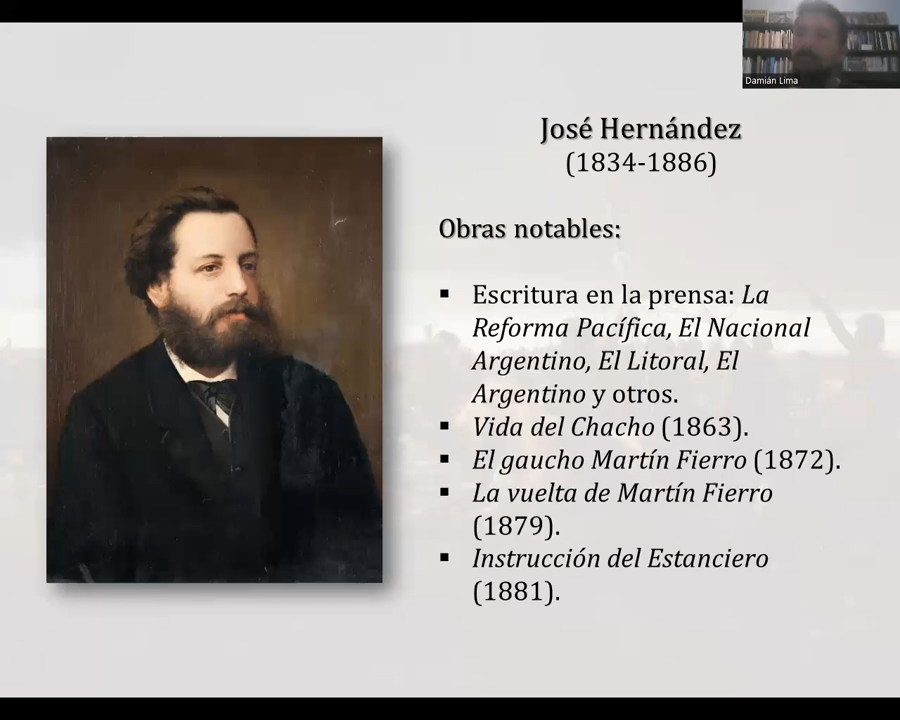 Damián Lima
José Hernández
(1834-1886)
Obras notables:
▪ Escritura en la prensa: La
Reforma Pacífica, El Nacional
Argentino, El Litoral, El
Argentino y otros.
▪ Vida del Chacho (1863).
▪ El gaucho Martín Fierro (1872).
▪ La vuelta de Martín Fierro
(1879).
▪ Instrucción del Estanciero
(1881).